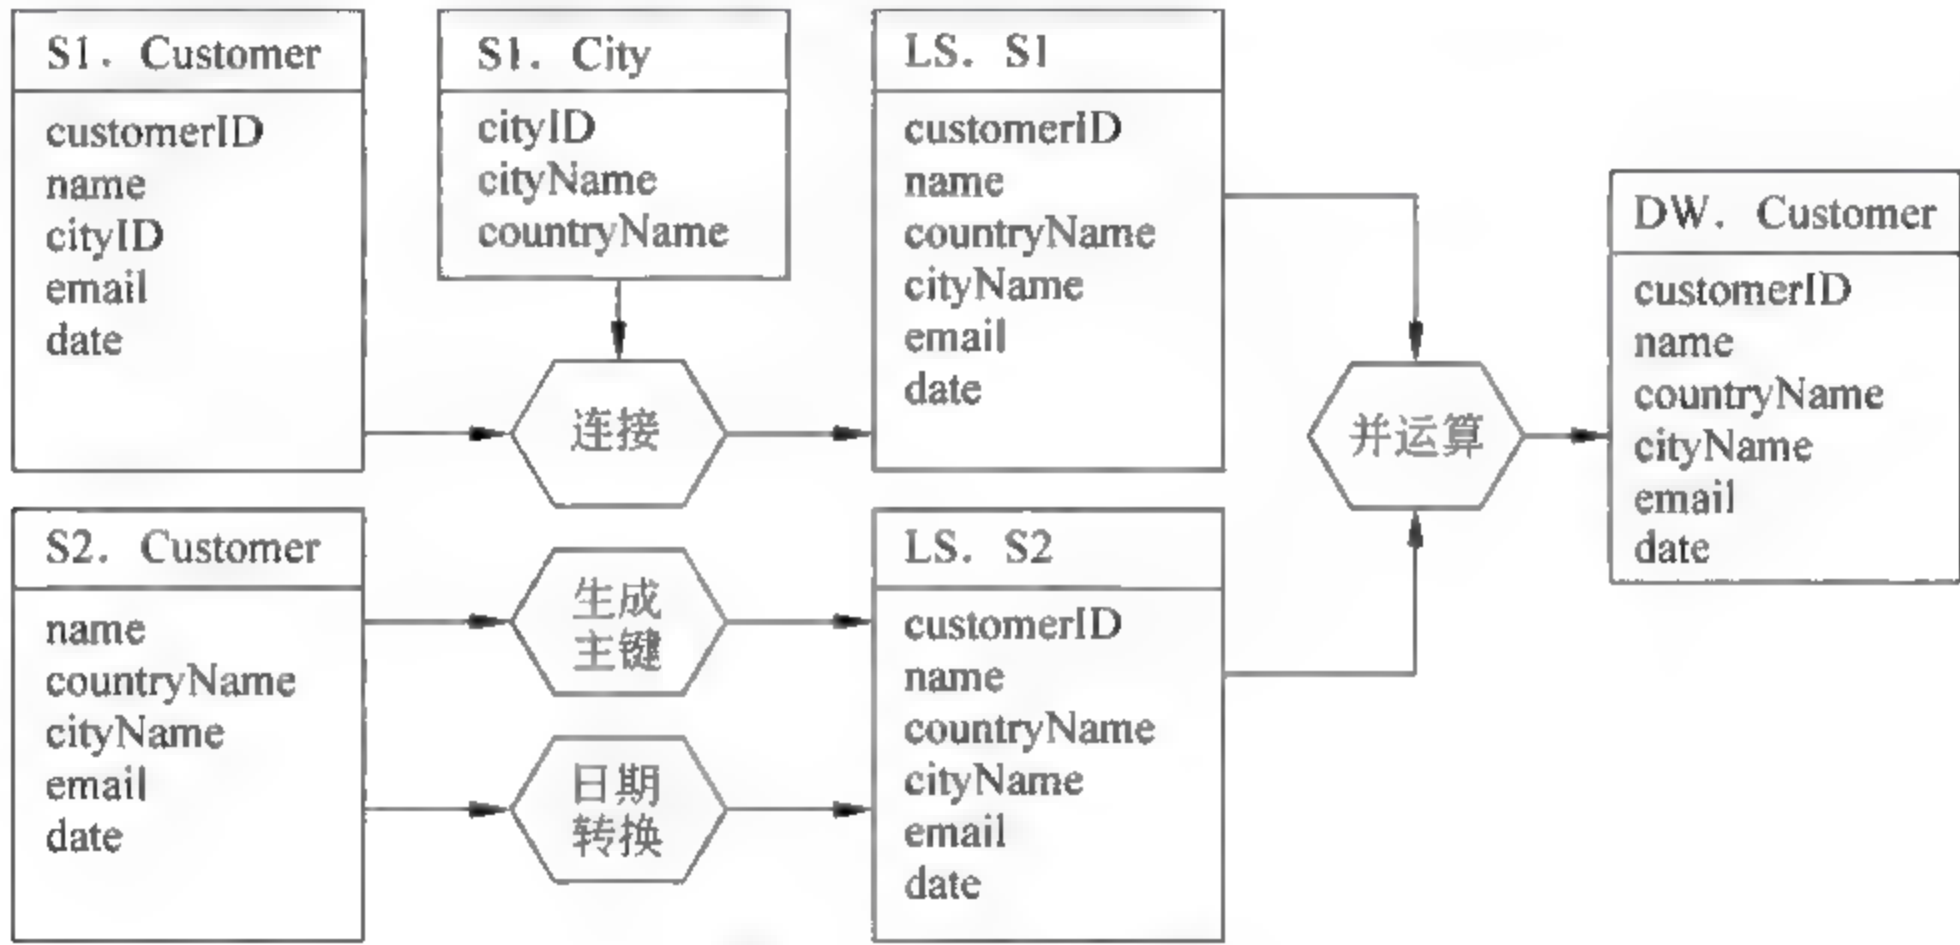 S1. Customer
customerID
name
cityID
email
date
S1. City
cityID
cityName
countryName
连接
LS. S1
customerID
name
countryName
cityName
email
date
S2. Customer
name
countryName
cityName
email
date
生成
主键
日期
转换
LS. S2
customerID
name
countryName
cityName
email
date
并运算
DW. Customer
customerID
name
countryName
cityName
email
date